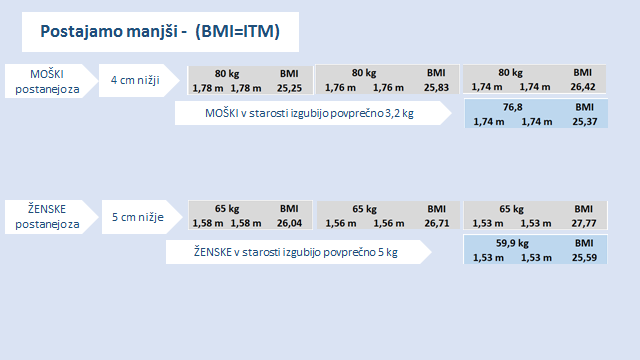 Postajamo manjši - (BMI=ITM)
MOŠKI
postanejo za
4 cm nižji
80 kg BMI
1,78 m 1,78 m 25,25
80 kg BMI
1,76 m 1,76 m 25,83
80 kg BMI
1,74 m 1,74 m 26,42
MOŠKI v starosti izgubijo povprečno 3,2 kg
76,8 BMI
1,74 m 1,74 m 25,37
ŽENSKE
postanejo za
5 cm nižje
65 kg BMI
1,58 m 1,58 m 26,04
65 kg BMI
1,56 m 1,56 m 26,71
65 kg BMI
1,53 m 1,53 m 27,77
ŽENSKE v starosti izgubijo povprečno 5 kg
59,9 kg BMI
1,53 m 1,53 m 25,59